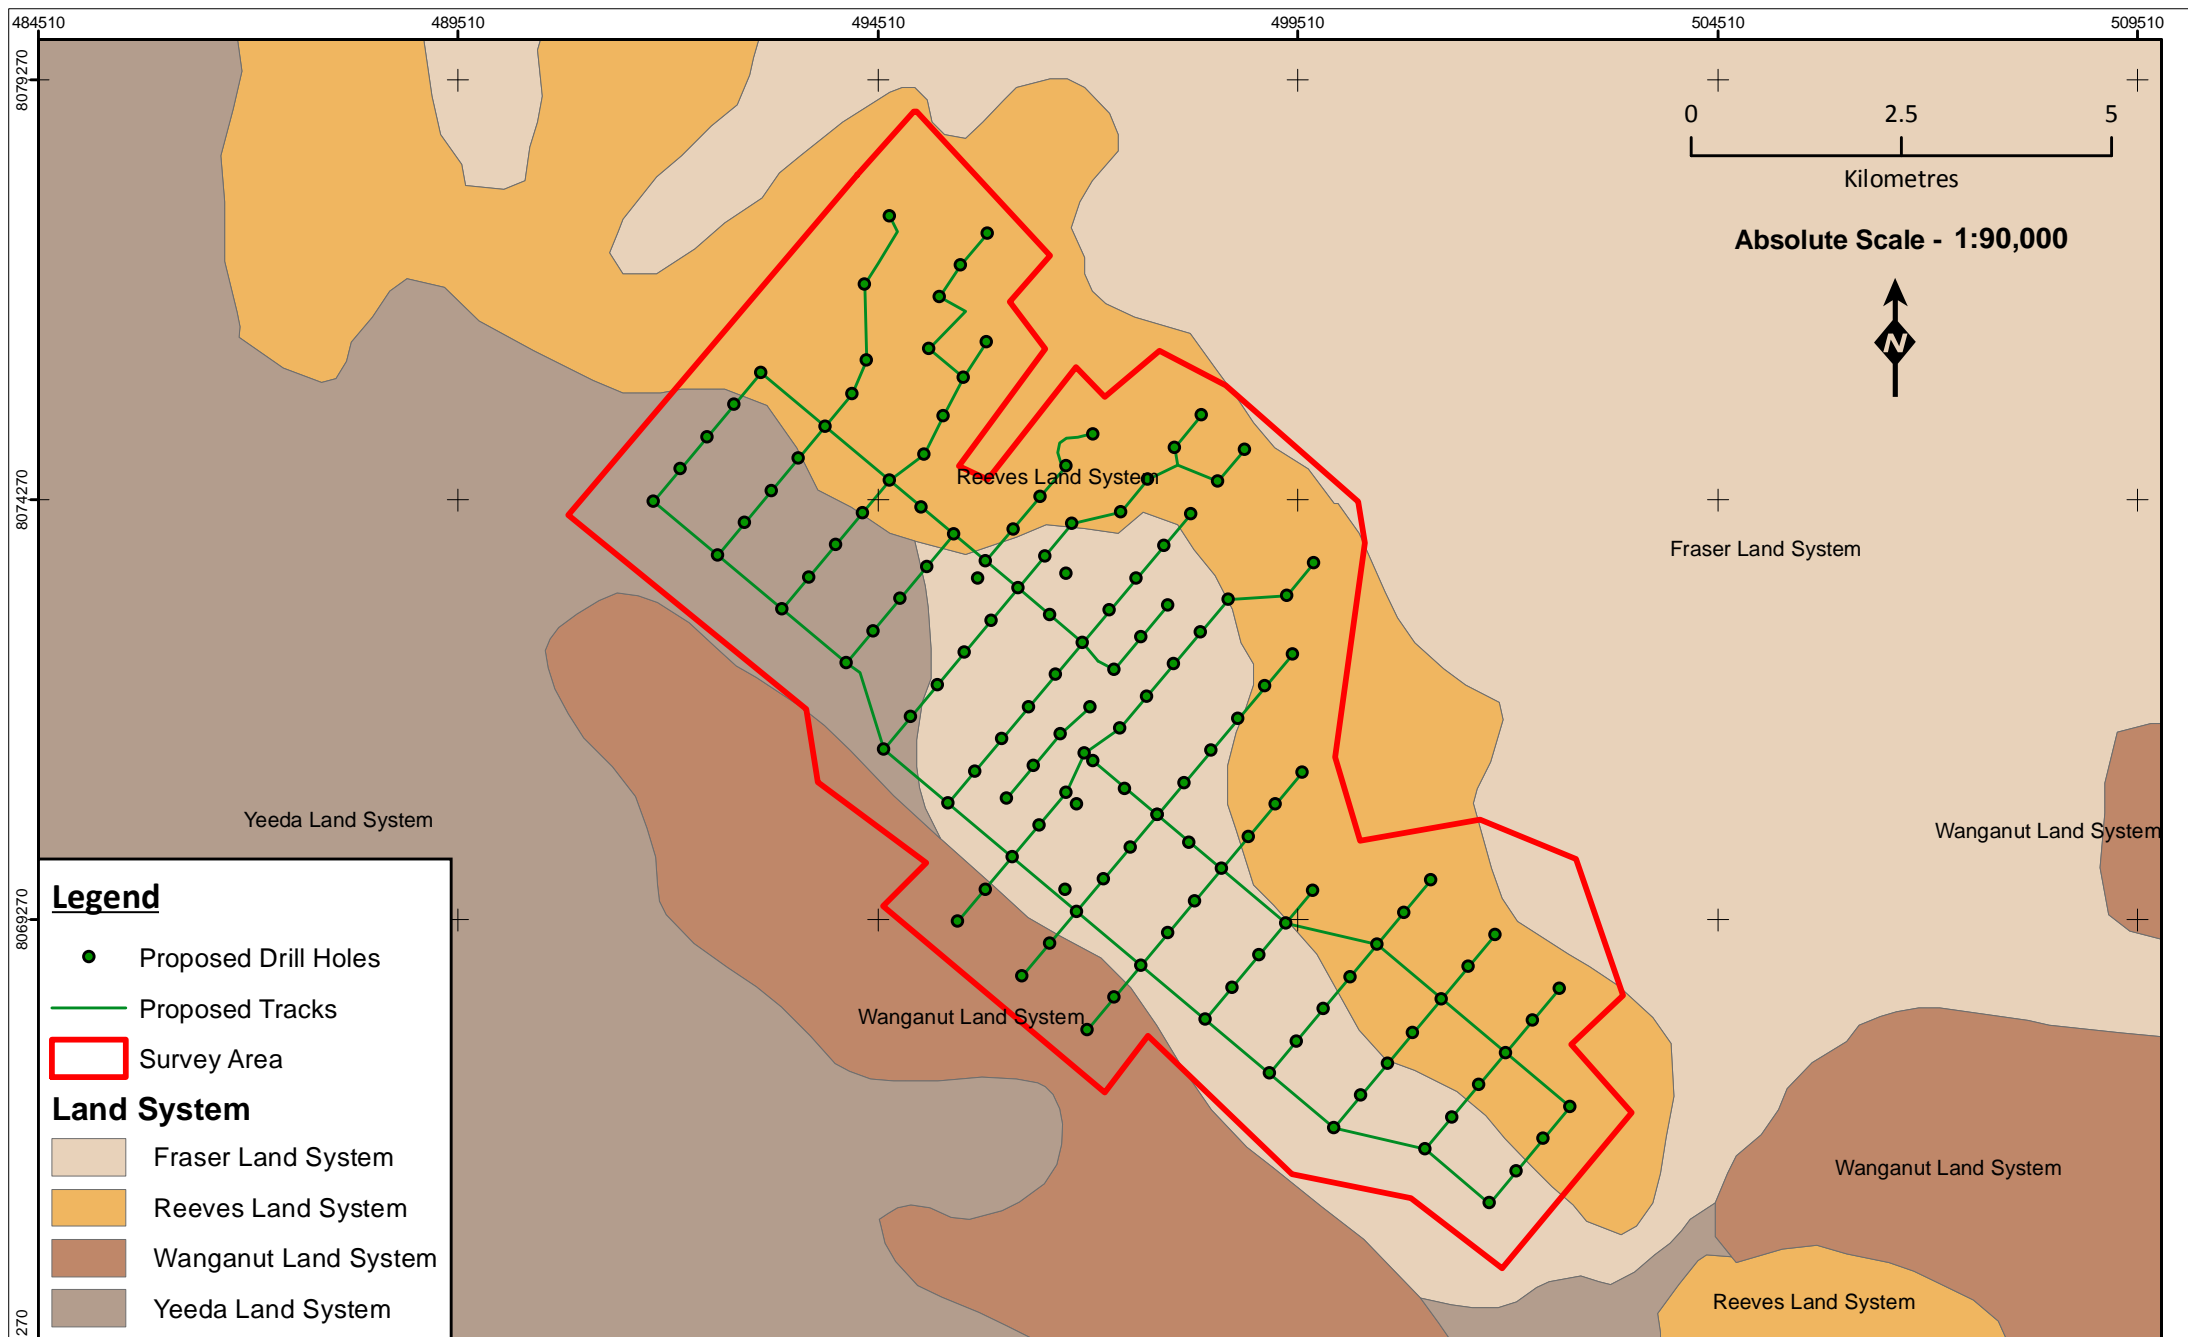 484510 489510 494510 499510 504510 509510
8079270
8074270
8069270
270
0 2.5 5
Kilometres
Absolute Scale - 1:90,000
N
Reeves Land System
Fraser Land System
Yeeda Land System
Wanganut Land System
Wanganut Land System
Wanganut Land System
Reeves Land System
Legend
Proposed Drill Holes
Proposed Tracks
Survey Area
Land System
Fraser Land System
Reeves Land System
Wanganut Land System
Yeeda Land System